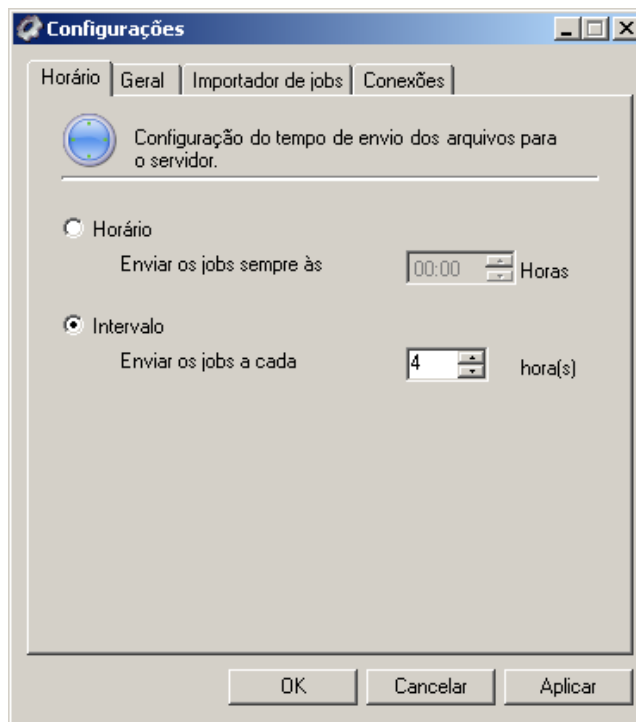 Configurações
Horário Geral Importador de jobs Conexões
Configuração do tempo de envio dos arquivos para
o servidor.
Horário
Enviar os jobs sempre às 00:00 Horas
Intervalo
Enviar os jobs a cada 4 hora(s)
OK Cancelar Aplicar